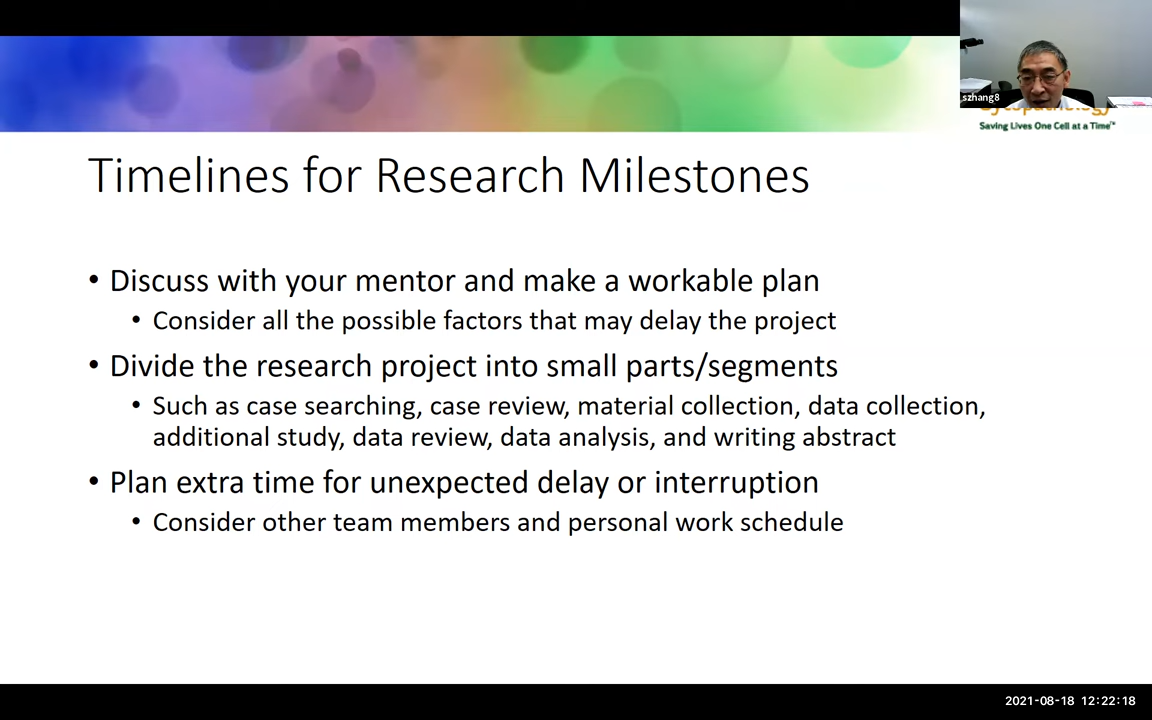 szhang8
Saving Lives One Cell at a Time™
Timelines for Research Milestones
• Discuss with your mentor and make a workable plan
• Consider all the possible factors that may delay the project
• Divide the research project into small parts/segments
• Such as case searching, case review, material collection, data collection,
additional study, data review, data analysis, and writing abstract
• Plan extra time for unexpected delay or interruption
• Consider other team members and personal work schedule
2021-08-18 12:22:18